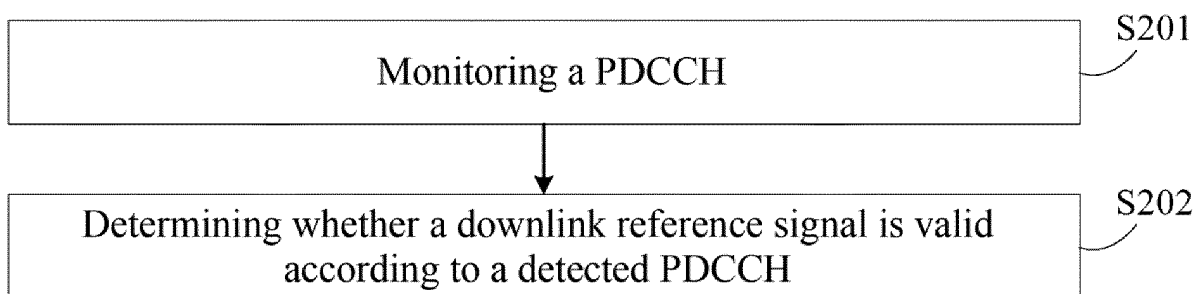 S201
Monitoring a PDCCH
S202
Determining whether a downlink reference signal is valid
according to a detected PDCCH